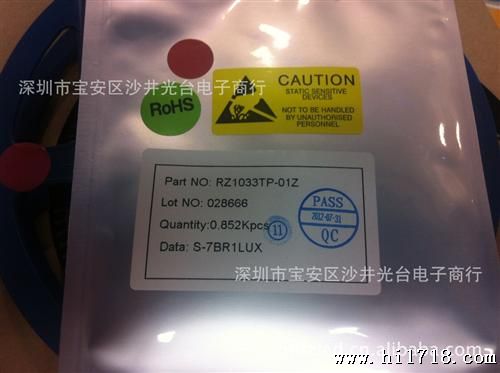 深圳市宝安区沙井光台电子商行
RoHS
CAUTION
STATIC SENSITIVE
DEVICES
NOT TO BE HANDLED
BY UNAUTHORISED
PERSONNEL
Part NO: RZ1033TP-01Z
Lot NO: 028666
Quantity:0.852Kpcs
11
Data: S-7BR1LUX
PASS
2012-07-31
QC
深圳市宝安区沙井光台电子商行
www.hi1718.com